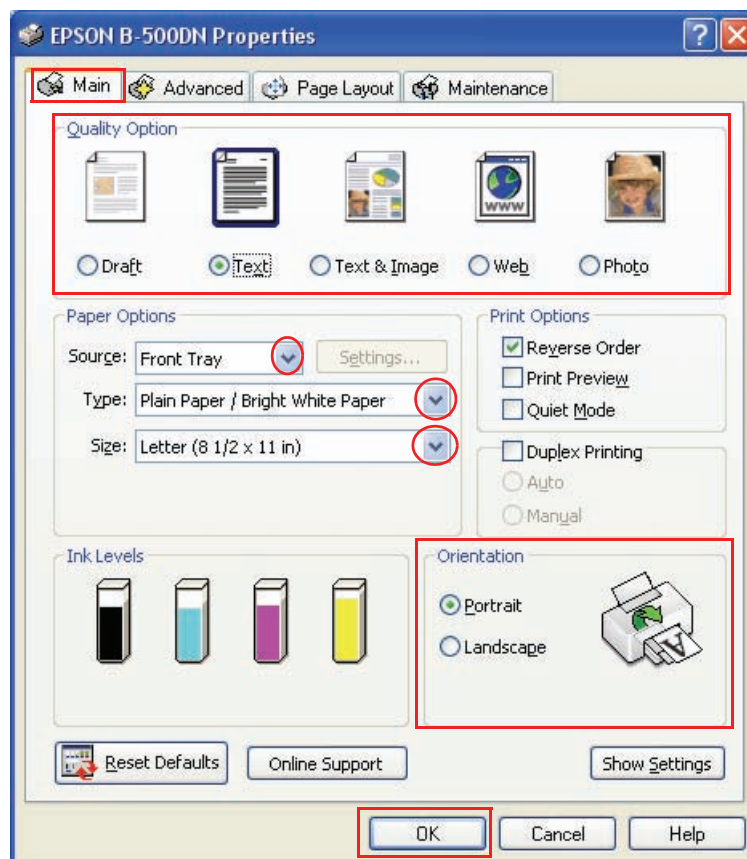 EPSON B-500DN Properties
Main Advanced Page Layout Maintenance
Quality Option
WWW
Draft Text Text & Image Web Photo
Paper Options
Source: Front Tray Settings...
Type: Plain Paper / Bright White Paper
Size: Letter (8 1/2 x 11 in)
Print Options
Reverse Order
Print Preview
Quiet Mode
Duplex Printing
Auto
Manual
Ink Levels
Orientation
Portrait
Landscape
A
Reset Defaults Online Support Show Settings
OK Cancel Help